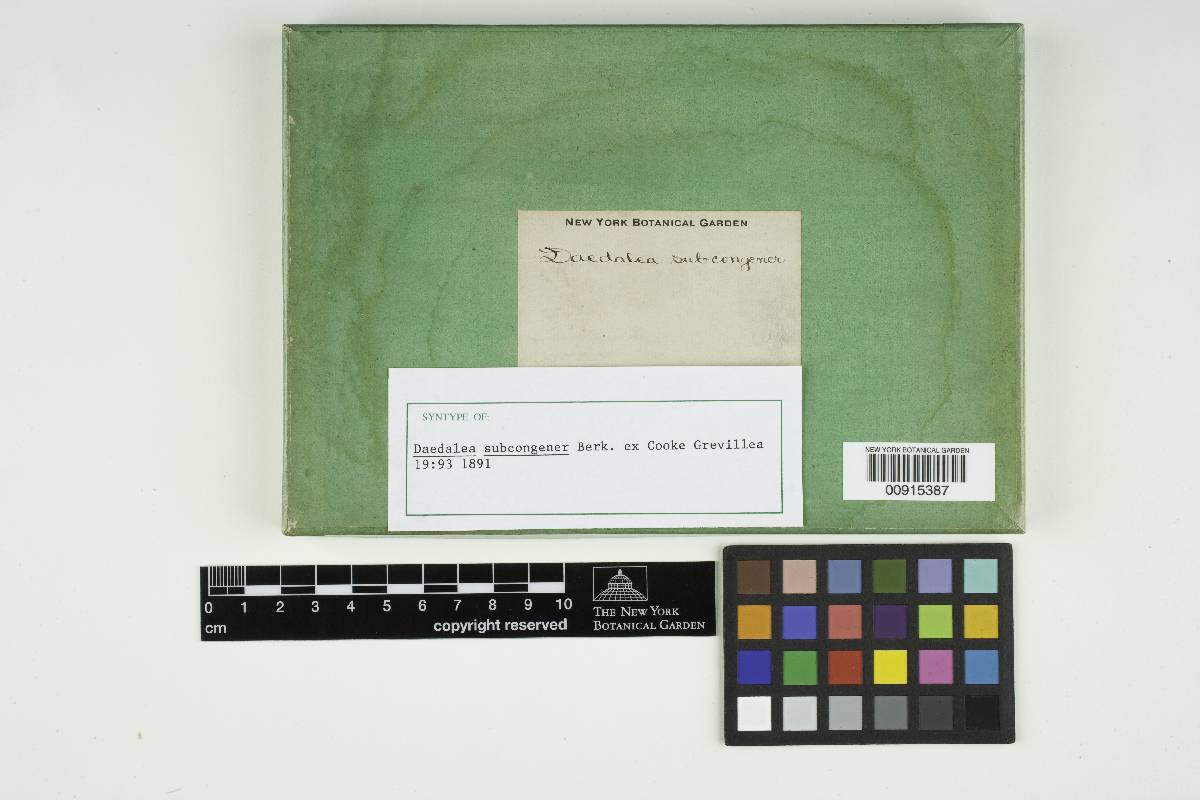 NEW YORK BOTANICAL GARDEN
Daedalea subcongener
SYNTYPE OF:
Daedalea subcongener Berk. ex Cooke Grevillea
19:93 1891
NEW YORK BOTANICAL GARDEN
00915387
0 1 2 3 4 5 6 7 8 9 10
cm
copyright reserved
THE NEW YORK
BOTANICAL GARDEN